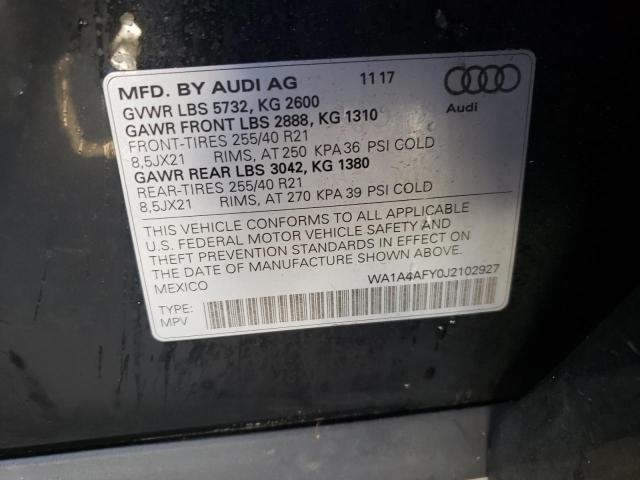 MFD. BY AUDI AG 11 17
GVWR LBS 5732, KG 2600
GAWR FRONT LBS 2888, KG 1310
FRONT-TIRES 255/40 R21
8,5JX21 RIMS, AT 250 KPA 36 PSI COLD
GAWR REAR LBS 3042, KG 1380
REAR-TIRES 255/40 R21
8,5JX21 RIMS, AT 270 KPA 39 PSI COLD
Audi
THIS VEHICLE CONFORMS TO ALL APPLICABLE
U.S. FEDERAL MOTOR VEHICLE SAFETY AND
THEFT PREVENTION STANDARDS IN EFFECT ON
THE DATE OF MANUFACTURE SHOWN ABOVE.
MEXICO WA1A4AFY0J2102927
TYPE:
MPV